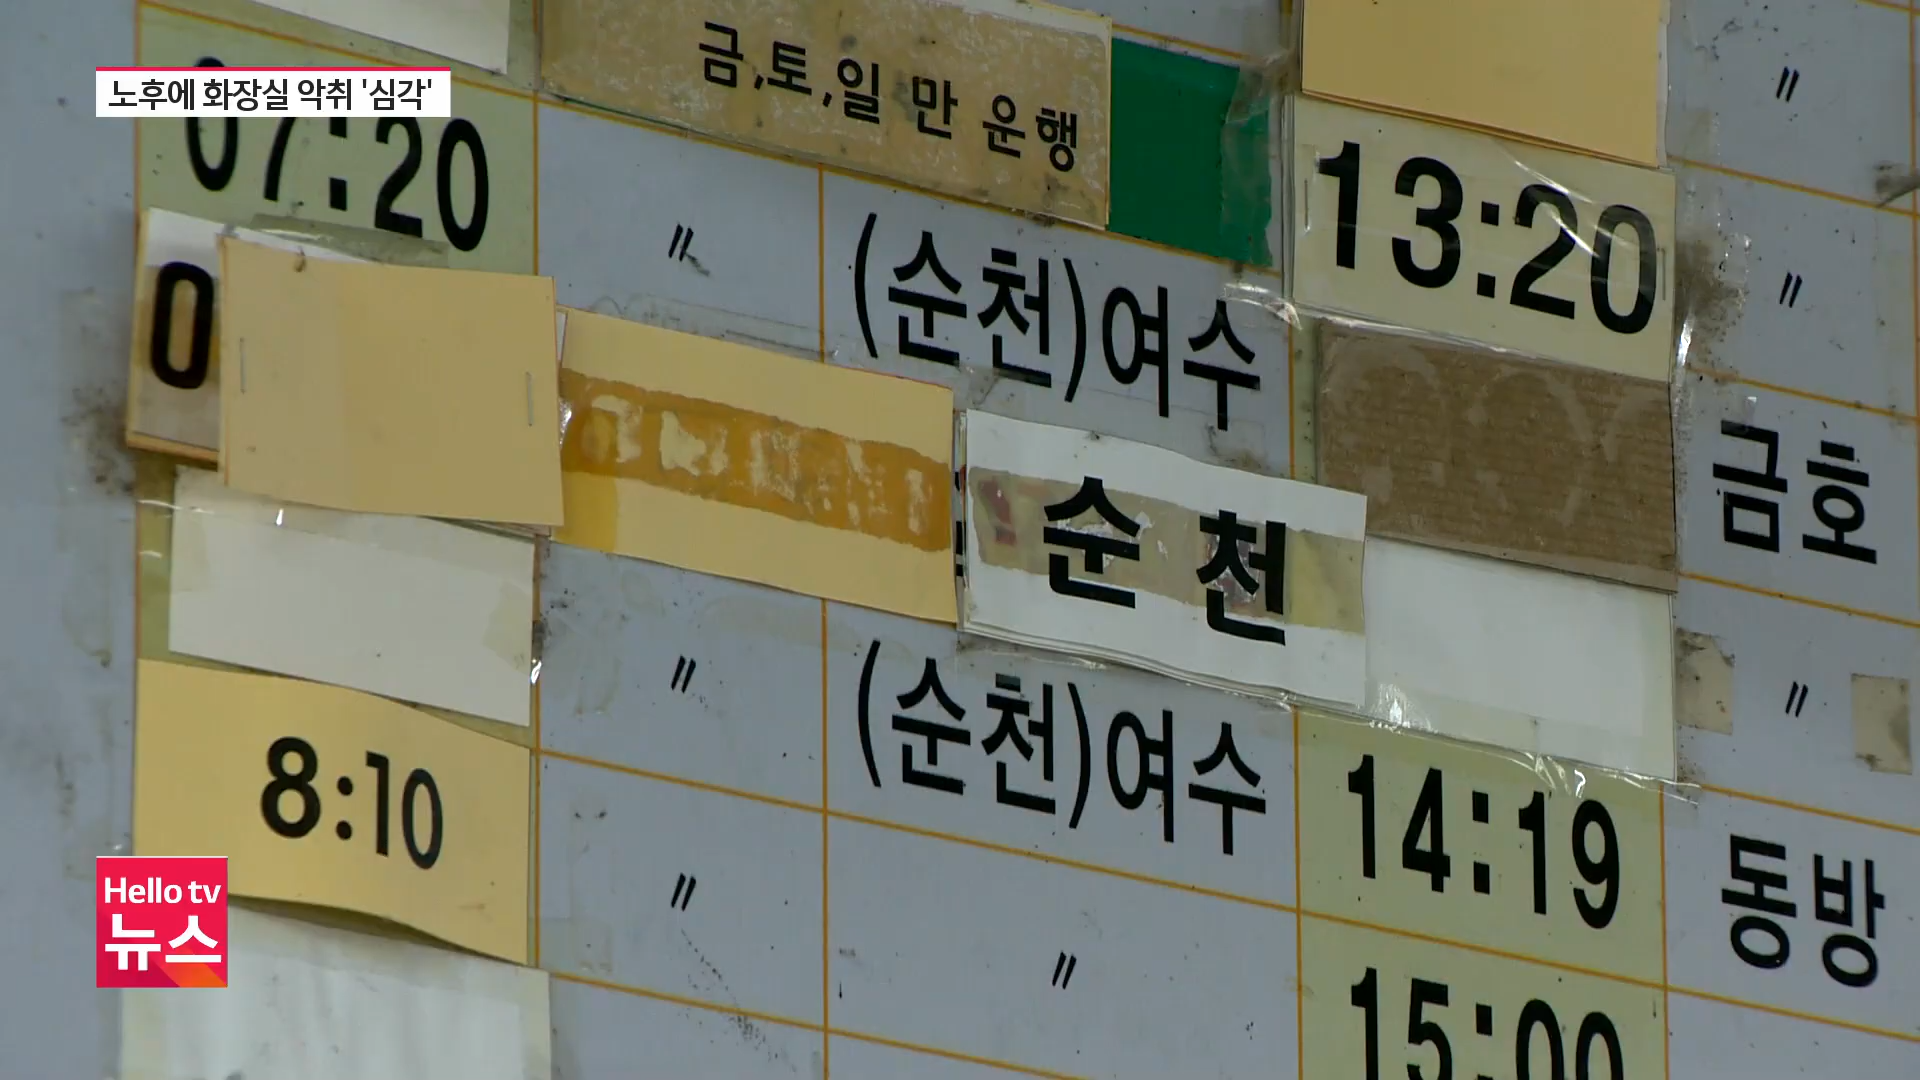 노후에 화장실 악취 '심각'
금,토,일 만 운행
〃
07:20
〃
(순천)여수
13:20
〃
0
순천
금호
〃
(순천)여수
〃
8:10
〃
〃
14:19
동방
15:00
Hello tv
뉴스